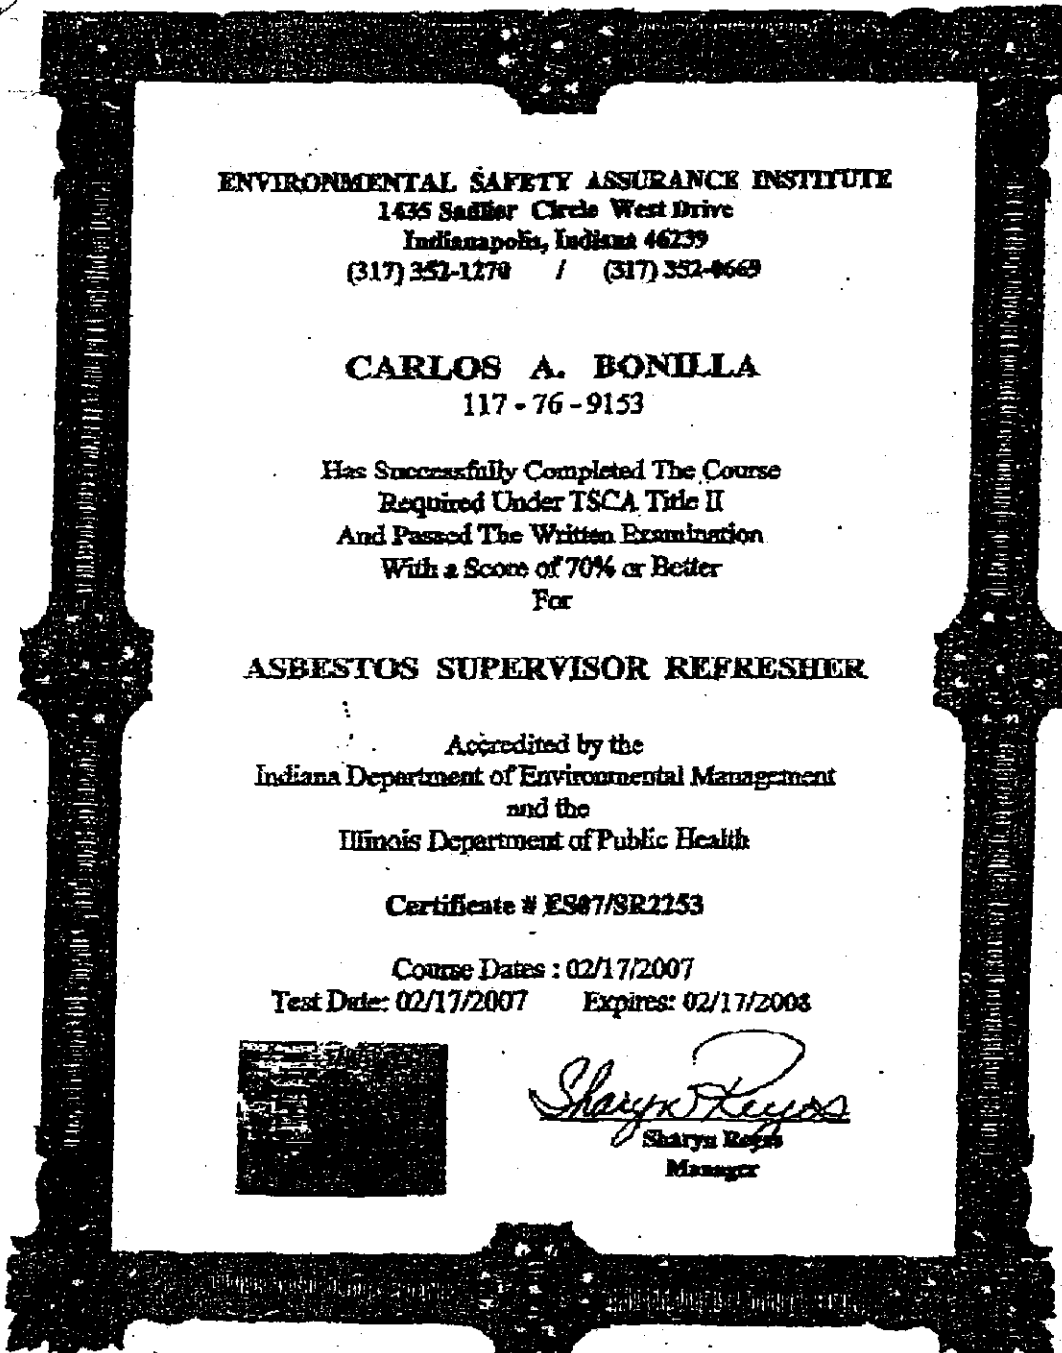 ENVIRONMENTAL SAFETY ASSURANCE INSTITUTE
1435 Sadlier Circle West Drive
Indianapolis, Indiana 46239
(317) 352-1270 / (317) 352-0669
CARLOS A. BONILLA
117 - 76 - 9153
Has Successfully Completed The Course
Required Under TSCA Title II
And Passed The Written Examination
With a Score of 70% or Better
For
ASBESTOS SUPERVISOR REFRESHER
Accredited by the
Indiana Department of Environmental Management
and the
Illinois Department of Public Health
Certificate # ES07/SR2253
Course Dates : 02/17/2007
Test Date: 02/17/2007 Expires: 02/17/2008
Sharyn Reyes
Sharyn Reyes
Manager